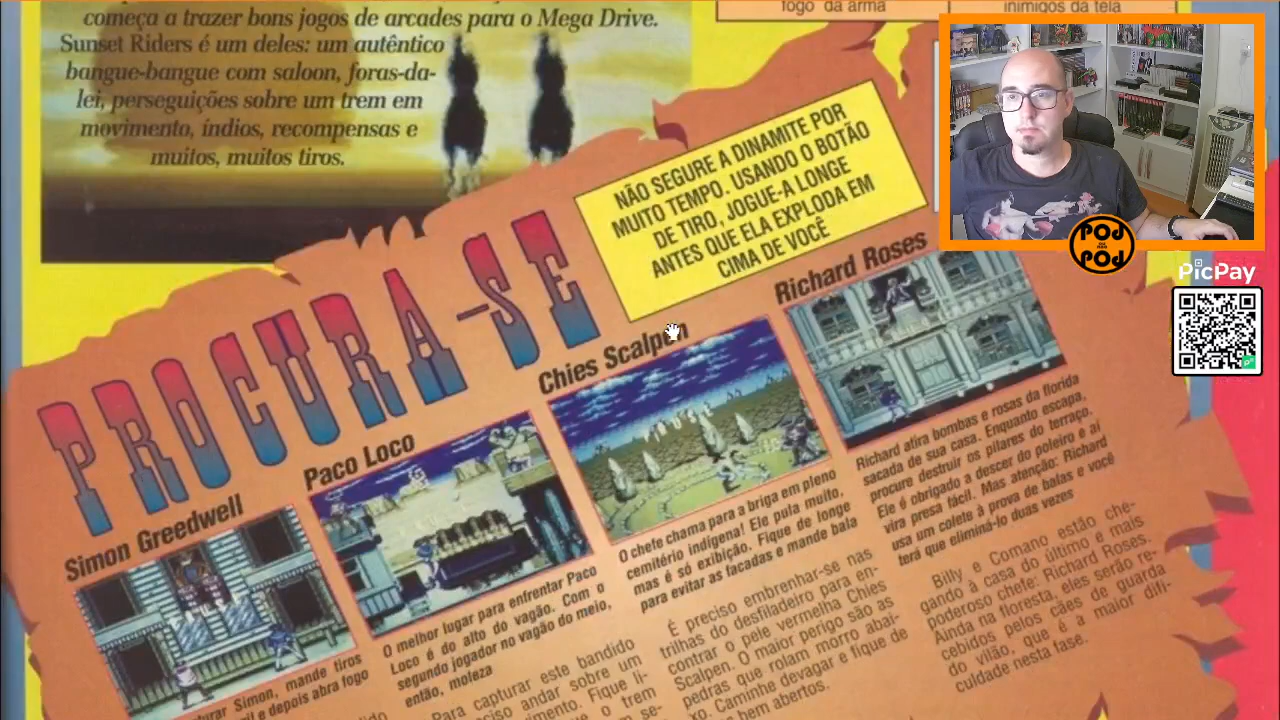 começa a trazer bons jogos de arcades para o Mega Drive.
Sunset Riders é um deles: um autêntico
bangue-bangue com saloon, foras-da-
lei, perseguições sobre um trem em
movimento, índios, recompensas e
muitos, muitos tiros.
fogo da arma
inimigos da tela
NÃO SEGURE A DINAMITE POR
MUITO TEMPO. USANDO O BOTÃO
DE TIRO, JOGUE-A LONGE
ANTES QUE ELA EXPLODA EM
CIMA DE VOCÊ
POD
POD
PicPay
PROCURA-SE
Simon Greedwell
Paco Loco
Chies Scalpen
Richard Roses
turar Simon, mande tiros
il e depois abra fogo
O melhor lugar para enfrentar Paco
Loco é do alto do vagão. Com o
segundo jogador no vagão do meio,
então, moleza
O chefe chama para a briga em pleno
cemitério indígena! Ele pula muito,
mas é só exibição. Fique de longe
para evitar as facadas e mande bala
Richard atira bombas e rosas da florida
sacada de sua casa. Enquanto escapa,
procure destruir os pilares do terraço.
Ele é obrigado a descer do poleiro e aí
vira presa fácil. Mas atenção: Richard
usa um colete à prova de balas e você
terá que eliminá-lo duas vezes
Para capturar este bandido
ciso andar sobre um
vimento. Fique li-
o trem
É preciso embrenhar-se nas
trilhas do desfiladeiro para en-
contrar o pele vermelha Chies
Scalpen. O maior perigo são as
pedras que rolam morro abai-
xo. Caminhe devagar e fique de
bem abertos.
Billy e Comano estão che-
gando à casa do último e mais
poderoso chefe: Richard Roses.
Ainda na floresta, eles serão re-
cebidos pelos cães de guarda
do vilão, que é a maior difi-
culdade nesta fase.